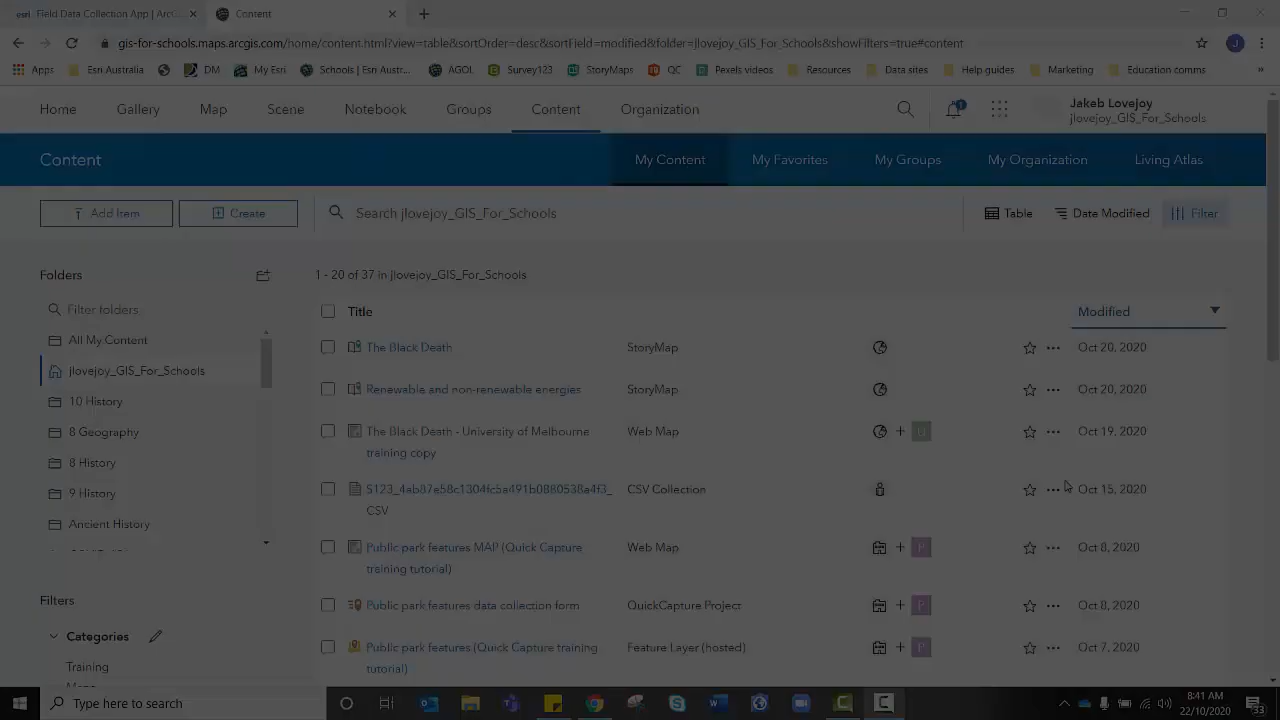 esri Field Data Collection App | ArcG
Content
gis-for-schools.maps.arcgis.com/home/content.html?view=table&sortOrder=desc&sortField=modified&folder=jlovejoy_GIS_For_Schools&showFilters=true#content
J
Apps Esri Australia DM My Esri Schools | Esri Austr... AGOL Survey123 StoryMaps QC Pexels videos Resources Data sites Help guides Marketing Education comms »
Home Gallery Map Scene Notebook Groups Content Organization 1 Jakeb Lovejoy
jlovejoy_GIS_For_Schools
Content My Content My Favorites My Groups My Organization Living Atlas
Add Item Create Search jlovejoy_GIS_For_Schools Table Date Modified Filter
Folders 1 - 20 of 37 in jlovejoy_GIS_For_Schools
Filter folders Title Modified
All My Content The Black Death StoryMap Oct 20, 2020
jlovejoy_GIS_For_Schools
10 History Renewable and non-renewable energies StoryMap Oct 20, 2020
8 Geography The Black Death - University of Melbourne Web Map + Oct 19, 2020
training copy
8 History
9 History S123_4ab87e58c1304fc5a491b0880538a4f3_ CSV Collection Oct 15, 2020
CSV
Ancient History
Public park features MAP (Quick Capture Web Map + P Oct 8, 2020
training tutorial)
Filters Public park features data collection form QuickCapture Project + P Oct 8, 2020
Categories
Training Public park features (Quick Capture training Feature Layer (hosted) + P Oct 7, 2020
tutorial)
Type here to search 8:41 AM
22/10/2020 33